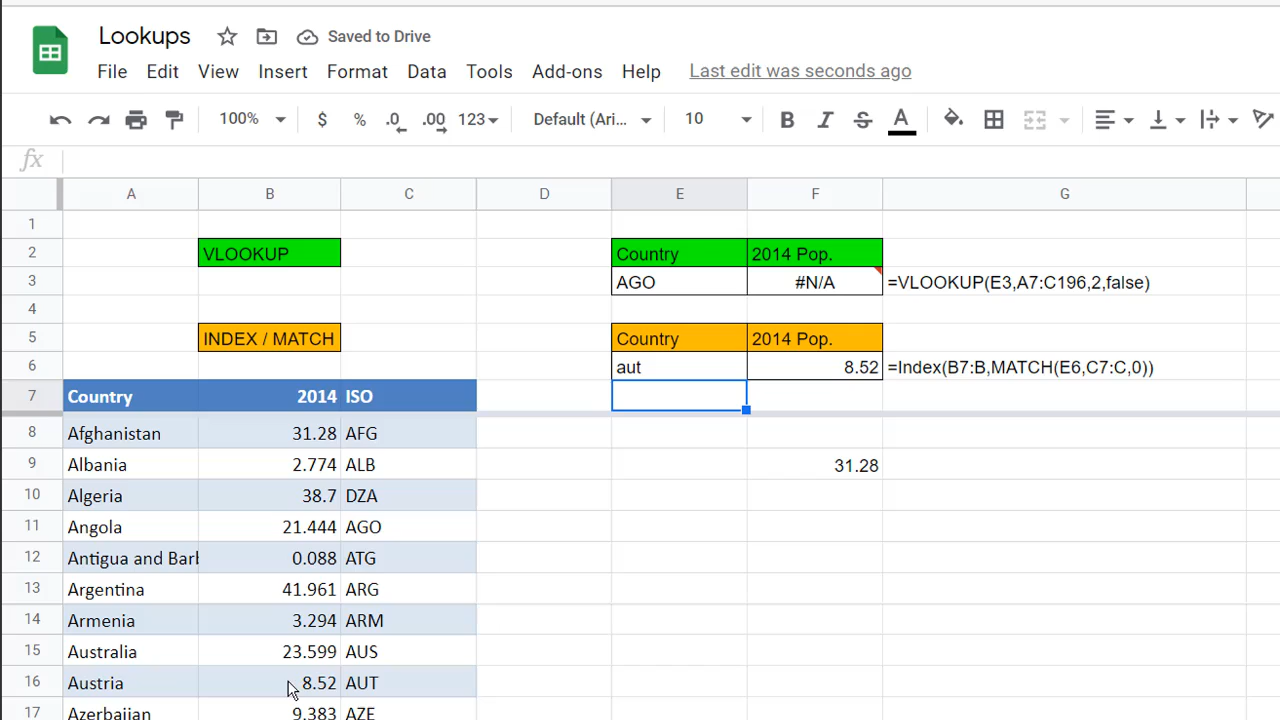 Lookups Saved to Drive
File Edit View Insert Format Data Tools Add-ons Help Last edit was seconds ago
100% $ % .0 .00 123 Default (Ari... 10 B I S A
fx
A B C D E F G
1
2 VLOOKUP Country 2014 Pop.
3 AGO #N/A =VLOOKUP(E3,A7:C196,2,false)
4
5 INDEX / MATCH Country 2014 Pop.
6 aut 8.52 =Index(B7:B,MATCH(E6,C7:C,0))
7 Country 2014 ISO
8 Afghanistan 31.28 AFG
9 Albania 2.774 ALB 31.28
10 Algeria 38.7 DZA
11 Angola 21.444 AGO
12 Antigua and Barb 0.088 ATG
13 Argentina 41.961 ARG
14 Armenia 3.294 ARM
15 Australia 23.599 AUS
16 Austria 8.52 AUT
17 Azerbaijan 9.383 AZE